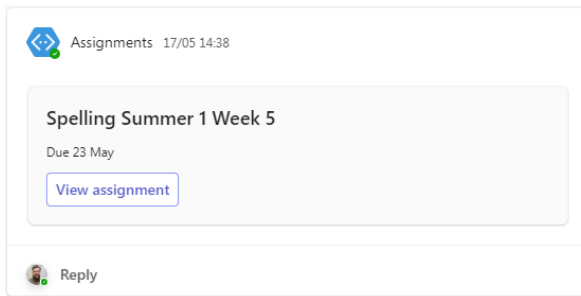 Assignments 17/05 14:38
Spelling Summer 1 Week 5
Due 23 May
View assignment
Reply